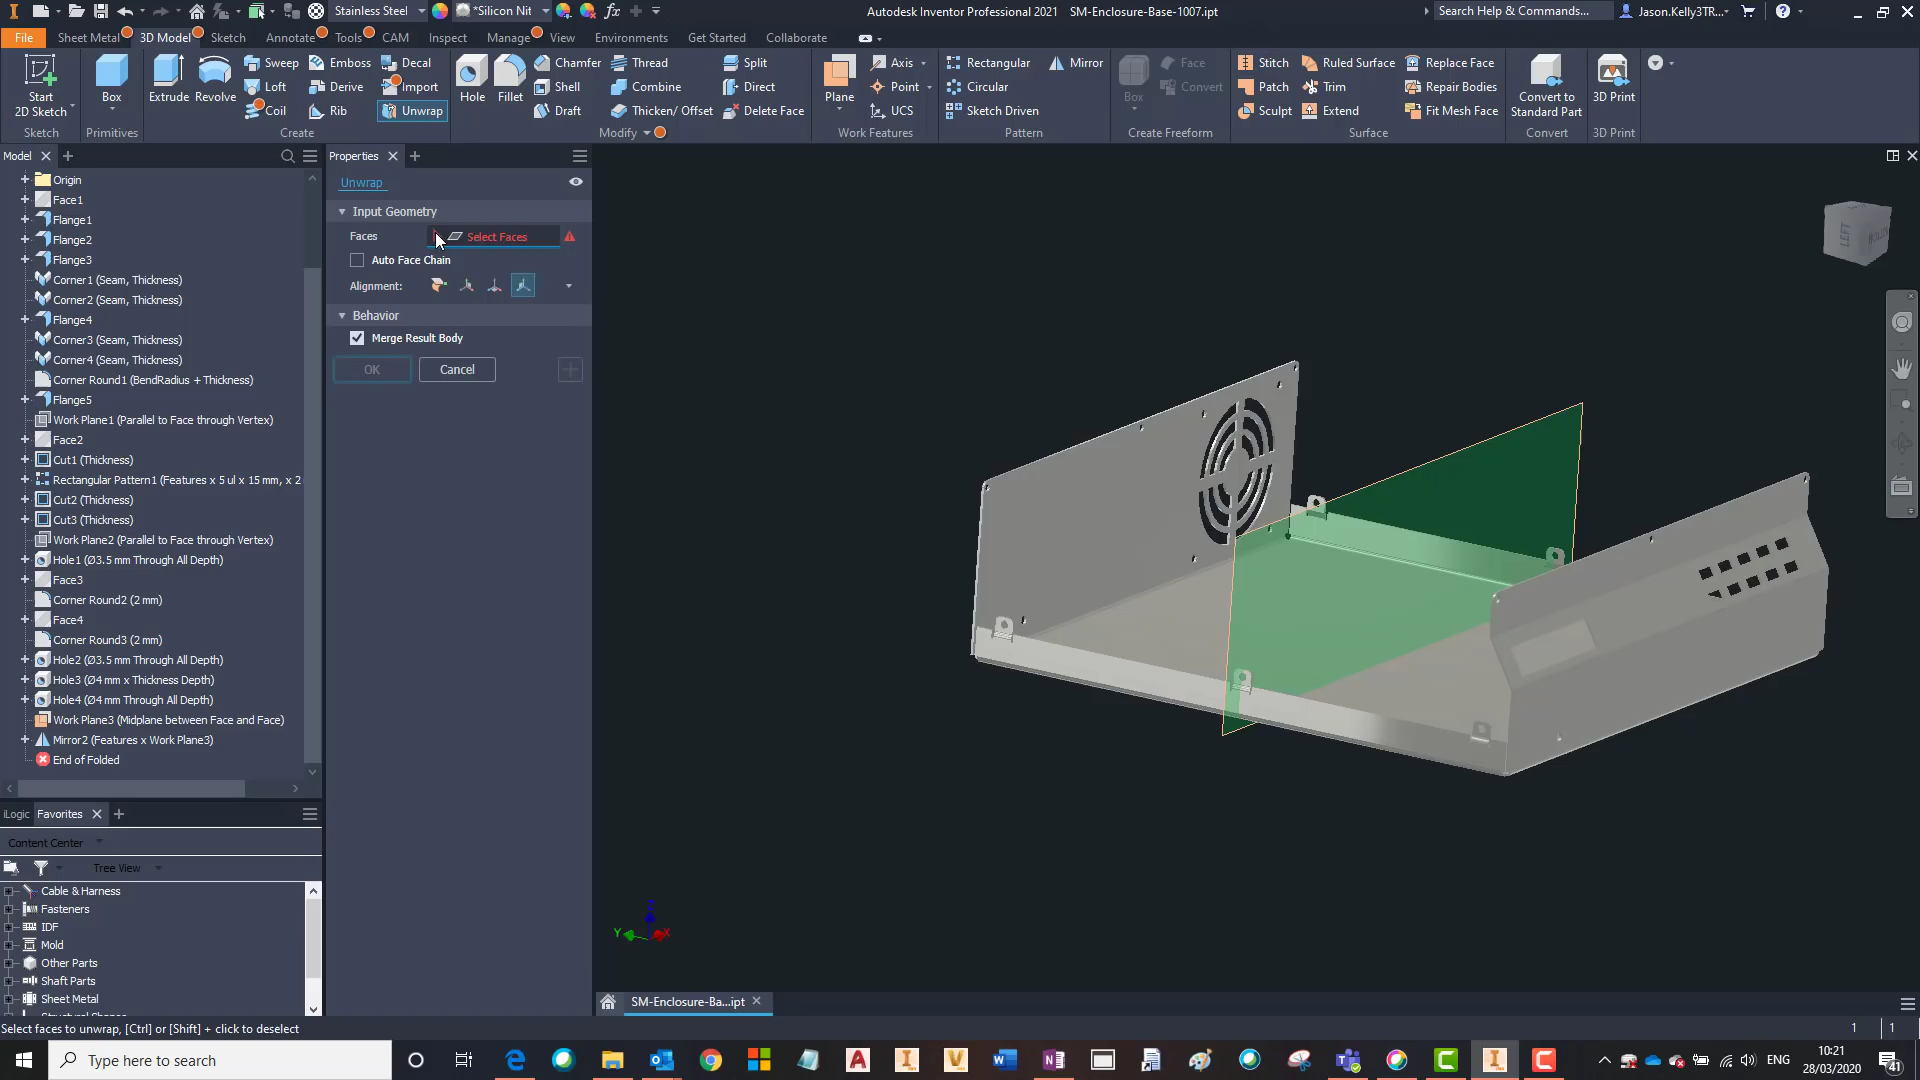 Stainless Steel
*Silicon Nit
Autodesk Inventor Professional 2021 SM-Enclosure-Base-1007.ipt
Search Help & Commands...
Jason.Kelly3TR...
File Sheet Metal 3D Model Sketch Annotate Tools CAM Inspect Manage View Environments Get Started Collaborate
Start 2D Sketch
Sketch
Box
Primitives
Extrude
Revolve
Sweep
Loft
Coil
Emboss
Derive
Rib
Decal
Import
Unwrap
Create
Hole
Fillet
Chamfer
Shell
Draft
Thread
Combine
Thicken/ Offset
Split
Direct
Delete Face
Modify
Plane
Axis
Point
UCS
Work Features
Rectangular
Circular
Sketch Driven
Mirror
Pattern
Box
Face
Convert
Create Freeform
Stitch
Patch
Sculpt
Ruled Surface
Trim
Extend
Replace Face
Repair Bodies
Fit Mesh Face
Surface
Convert to Standard Part
Convert
3D Print
3D Print
Model
Origin
Face1
Flange1
Flange2
Flange3
Corner1 (Seam, Thickness)
Corner2 (Seam, Thickness)
Flange4
Corner3 (Seam, Thickness)
Corner4 (Seam, Thickness)
Corner Round1 (BendRadius + Thickness)
Flange5
Work Plane1 (Parallel to Face through Vertex)
Face2
Cut1 (Thickness)
Rectangular Pattern1 (Features x 5 ul x 15 mm, x 2
Cut2 (Thickness)
Cut3 (Thickness)
Work Plane2 (Parallel to Face through Vertex)
Hole1 (Ø3.5 mm Through All Depth)
Face3
Corner Round2 (2 mm)
Face4
Corner Round3 (2 mm)
Hole2 (Ø3.5 mm Through All Depth)
Hole3 (Ø4 mm x Thickness Depth)
Hole4 (Ø4 mm Through All Depth)
Work Plane3 (Midplane between Face and Face)
Mirror2 (Features x Work Plane3)
End of Folded
Properties
Unwrap
Input Geometry
Faces
Select Faces
Auto Face Chain
Alignment:
Behavior
Merge Result Body
OK
Cancel
iLogic Favorites
Content Center
Tree View
Cable & Harness
Fasteners
IDF
Mold
Other Parts
Shaft Parts
Sheet Metal
LEFT
Z
Y
X
SM-Enclosure-Ba...ipt
Select faces to unwrap, [Ctrl] or [Shift] + click to deselect
1 1
Type here to search
ENG
10:21
28/03/2020
41